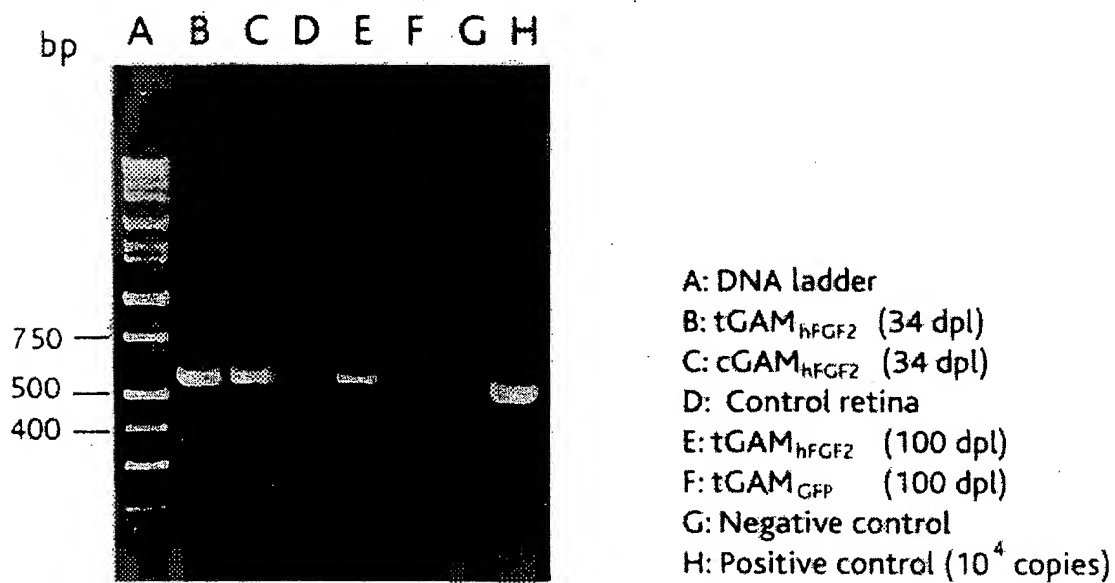 bp A B C D E F G H
750
500
400
A: DNA ladder
B: tGAMhFGF2 (34 dpl)
C: cGAMhFGF2 (34 dpl)
D: Control retina
E: tGAMhFGF2 (100 dpl)
F: tGAMGFP (100 dpl)
G: Negative control
H: Positive control (10⁴ copies)